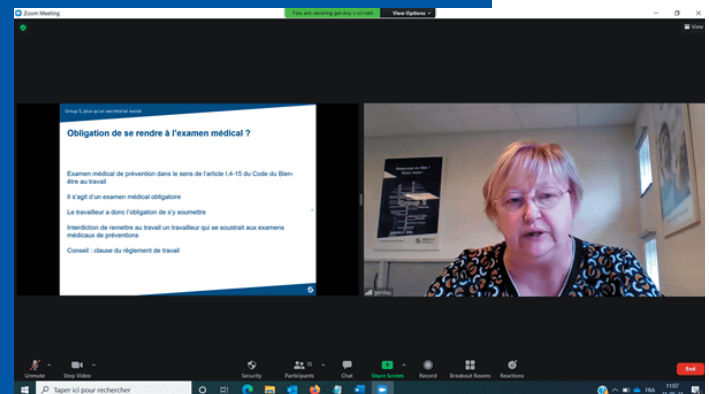 Zoom Meeting
You are viewing gerday's screen
View Options
View
Group S, plus qu'un secrétariat social
Obligation de se rendre à l'examen médical ?
Examen médical de prévention dans le sens de l'article I.4-15 du Code du Bien-
être au travail
Il s'agit d'un examen médical obligatoire
Le travailleur a donc l'obligation de s'y soumettre
Interdiction de remettre au travail un travailleur qui se soustrait aux examens
médicaux de préventions
Conseil : clause du règlement de travail
gerday
Unmute
Stop Video
Security
Participants
15
Chat
Share Screen
Record
Breakout Rooms
Reactions
End
Taper ici pour rechercher
FRA
11:07